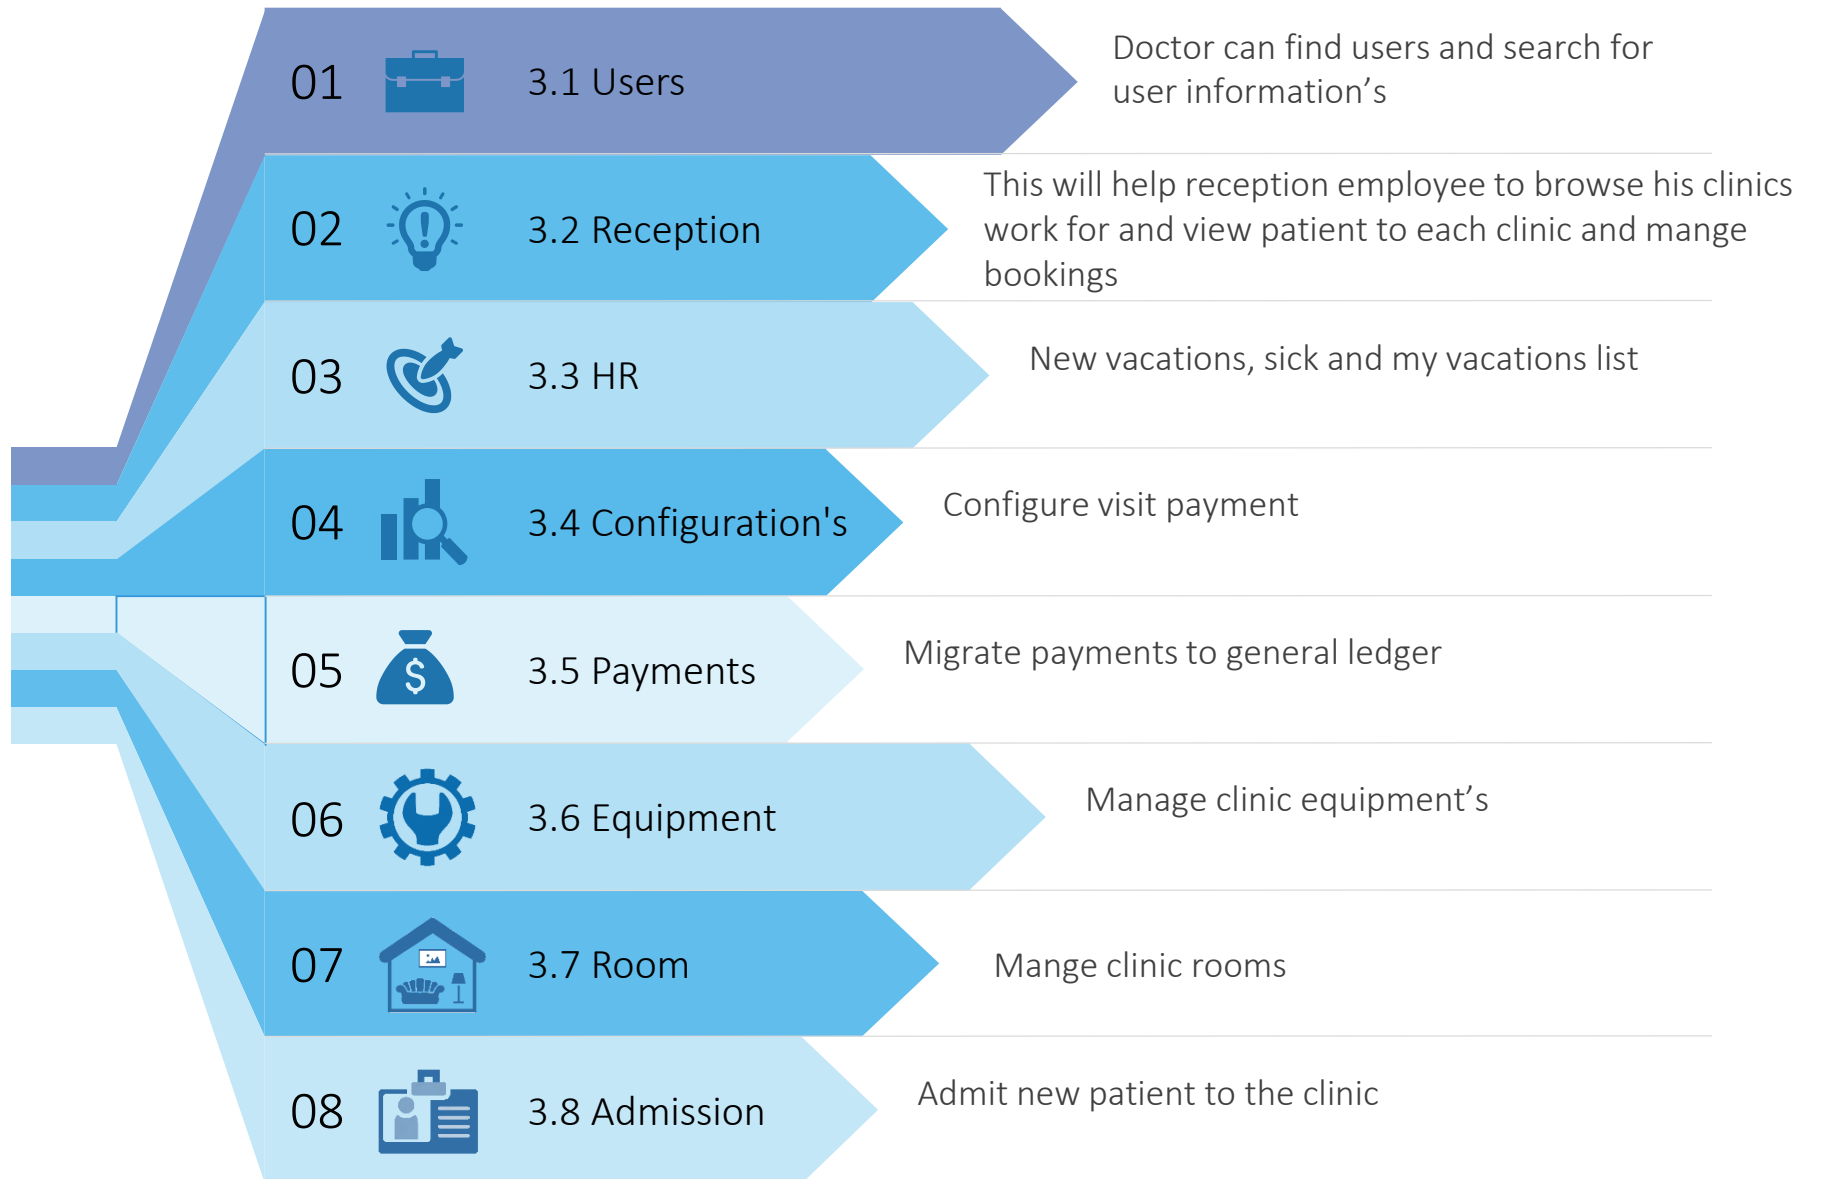 01
3.1 Users
Doctor can find users and search for
user information’s
02
3.2 Reception
This will help reception employee to browse his clinics
work for and view patient to each clinic and mange
bookings
03
3.3 HR
New vacations, sick and my vacations list
04
3.4 Configuration's
Configure visit payment
05
$
3.5 Payments
Migrate payments to general ledger
06
3.6 Equipment
Manage clinic equipment’s
07
3.7 Room
Mange clinic rooms
08
3.8 Admission
Admit new patient to the clinic